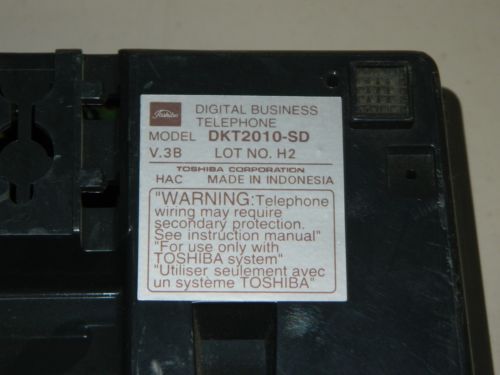 Toshiba
DIGITAL BUSINESS
TELEPHONE
MODEL DKT2010-SD
V.3B LOT NO. H2
TOSHIBA CORPORATION
HAC MADE IN INDONESIA
"WARNING: Telephone
wiring may require
secondary protection.
See instruction manual"
"For use only with
TOSHIBA system"
"Utiliser seulement avec
un système TOSHIBA"